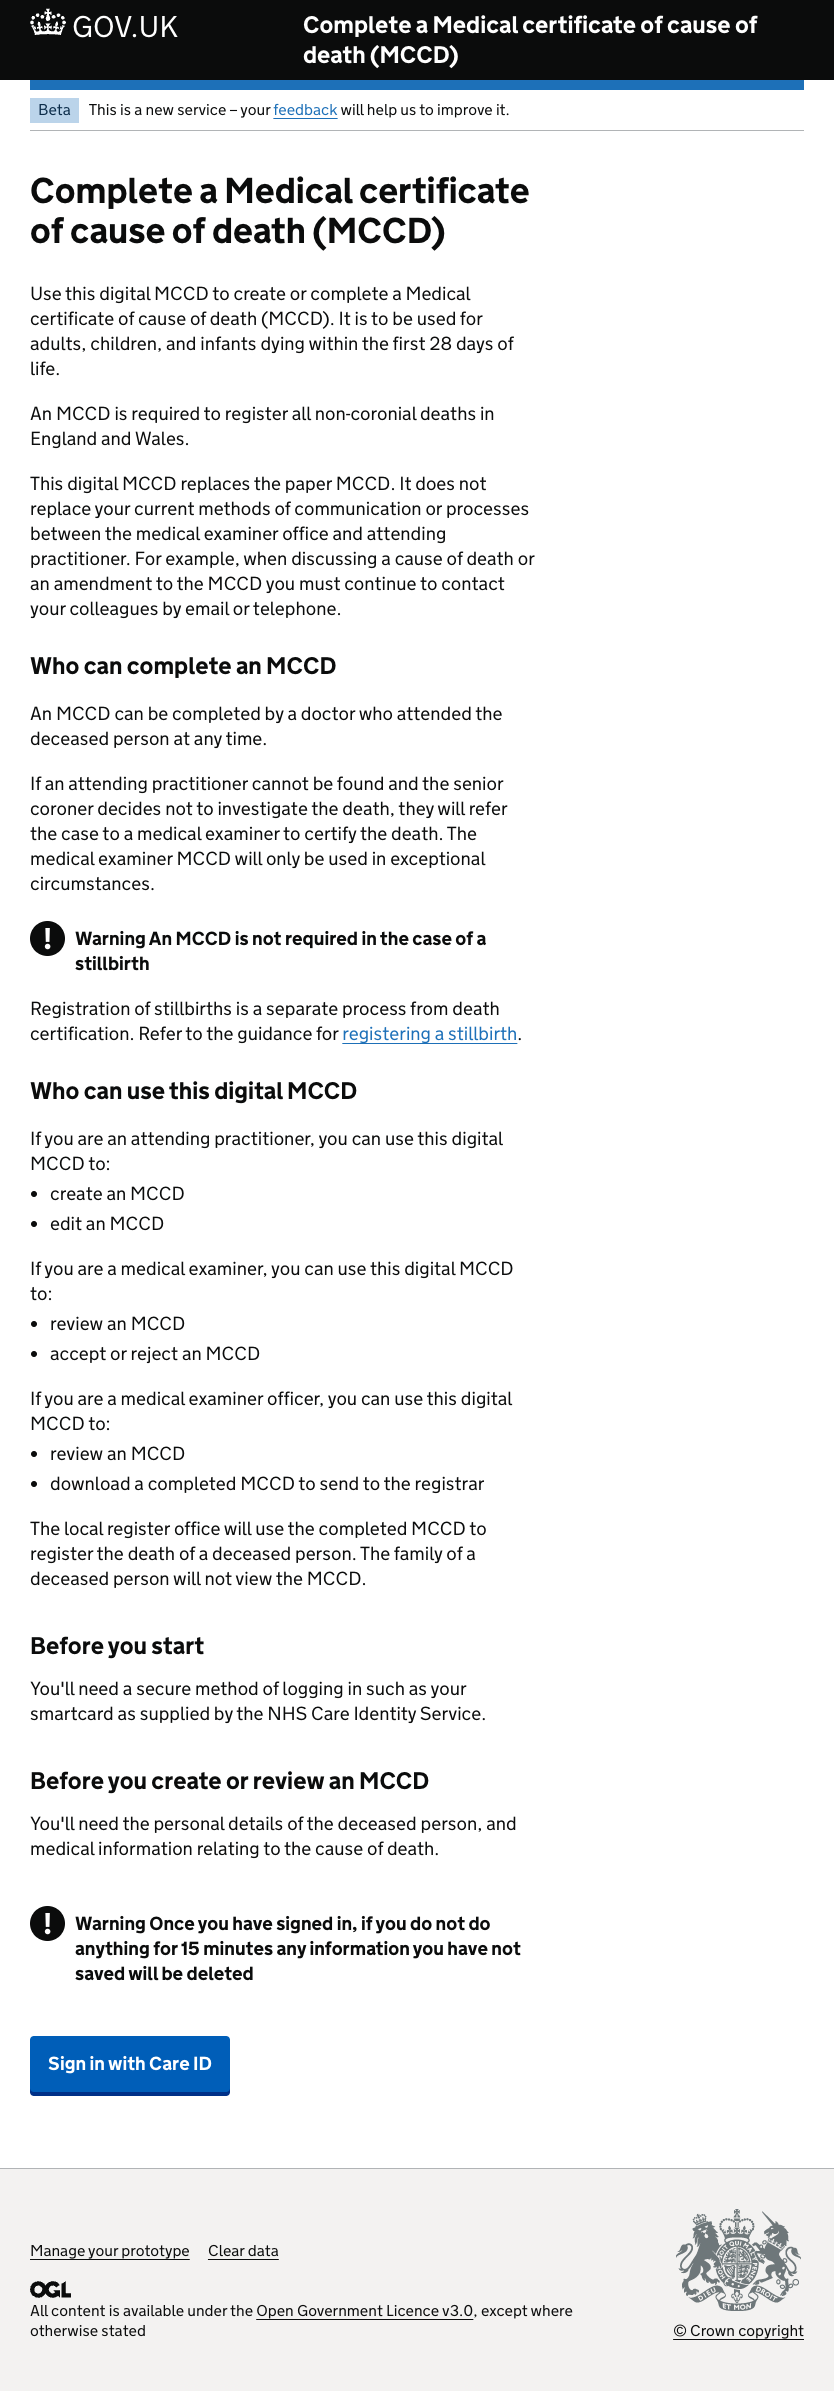 GOV.UK
Complete a Medical certificate of cause of
death (MCCD)
Beta This is a new service – your feedback will help us to improve it.
Complete a Medical certificate
of cause of death (MCCD)
Use this digital MCCD to create or complete a Medical
certificate of cause of death (MCCD). It is to be used for
adults, children, and infants dying within the first 28 days of
life.
An MCCD is required to register all non-coronial deaths in
England and Wales.
This digital MCCD replaces the paper MCCD. It does not
replace your current methods of communication or processes
between the medical examiner office and attending
practitioner. For example, when discussing a cause of death or
an amendment to the MCCD you must continue to contact
your colleagues by email or telephone.
Who can complete an MCCD
An MCCD can be completed by a doctor who attended the
deceased person at any time.
If an attending practitioner cannot be found and the senior
coroner decides not to investigate the death, they will refer
the case to a medical examiner to certify the death. The
medical examiner MCCD will only be used in exceptional
circumstances.
! Warning An MCCD is not required in the case of a
stillbirth
Registration of stillbirths is a separate process from death
certification. Refer to the guidance for registering a stillbirth.
Who can use this digital MCCD
If you are an attending practitioner, you can use this digital
MCCD to:
• create an MCCD
• edit an MCCD
If you are a medical examiner, you can use this digital MCCD
to:
• review an MCCD
• accept or reject an MCCD
If you are a medical examiner officer, you can use this digital
MCCD to:
• review an MCCD
• download a completed MCCD to send to the registrar
The local register office will use the completed MCCD to
register the death of a deceased person. The family of a
deceased person will not view the MCCD.
Before you start
You'll need a secure method of logging in such as your
smartcard as supplied by the NHS Care Identity Service.
Before you create or review an MCCD
You'll need the personal details of the deceased person, and
medical information relating to the cause of death.
! Warning Once you have signed in, if you do not do
anything for 15 minutes any information you have not
saved will be deleted
Sign in with Care ID
Manage your prototype Clear data
OGL
All content is available under the Open Government Licence v3.0, except where
otherwise stated
DIEU ET MON DROIT
© Crown copyright